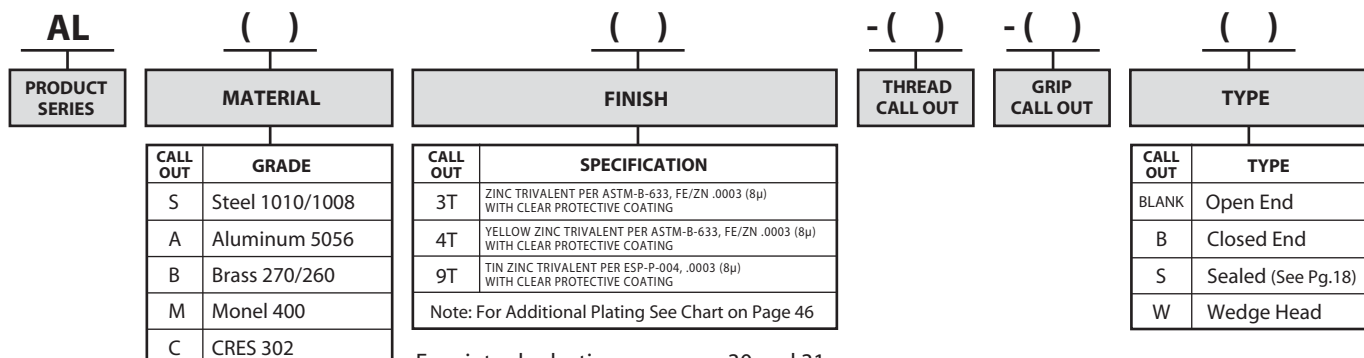 AL ( ) ( ) - ( ) - ( ) ( )
PRODUCT SERIES
MATERIAL
FINISH
THREAD CALL OUT
GRIP CALL OUT
TYPE
CALL OUT GRADE
S Steel 1010/1008
A Aluminum 5056
B Brass 270/260
M Monel 400
C CRES 302
CALL OUT SPECIFICATION
3T ZINC TRIVALENT PER ASTM-B-633, FE/ZN .0003 (8µ)
WITH CLEAR PROTECTIVE COATING
4T YELLOW ZINC TRIVALENT PER ASTM-B-633, FE/ZN .0003 (8µ)
WITH CLEAR PROTECTIVE COATING
9T TIN ZINC TRIVALENT PER ESP-P-004, .0003 (8µ)
WITH CLEAR PROTECTIVE COATING
Note: For Additional Plating See Chart on Page 46
CALL OUT TYPE
BLANK Open End
B Closed End
S Sealed (See Pg.18)
W Wedge Head